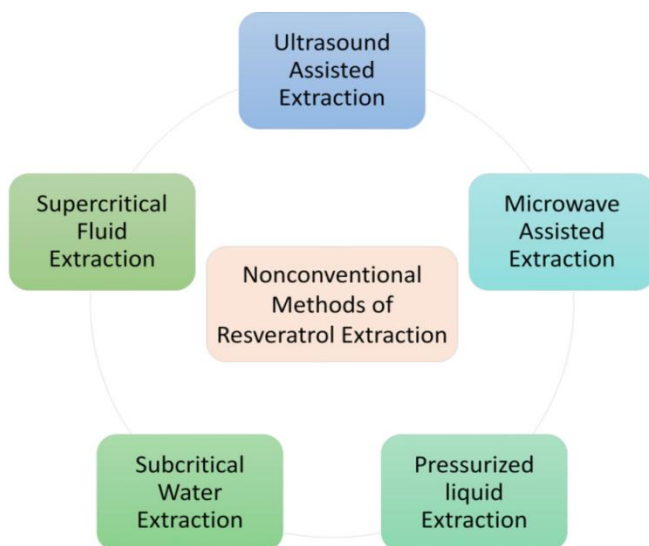 Ultrasound
Assisted
Extraction
Supercritical
Fluid
Extraction
Microwave
Assisted
Extraction
Nonconventional
Methods of
Resveratrol Extraction
Subcritical
Water
Extraction
Pressurized
liquid
Extraction